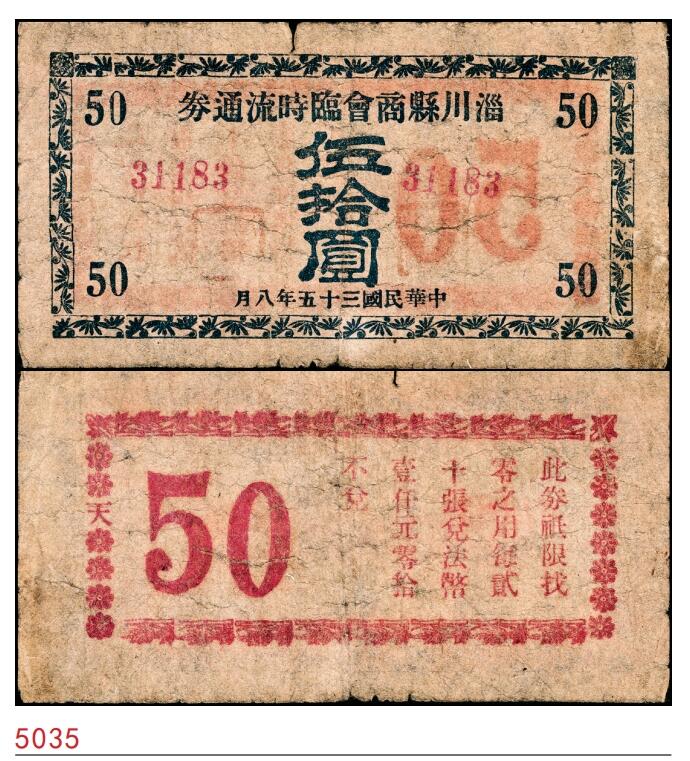 50
淄川縣商會臨時流通券
50
31183
伍拾圓
31183
50
中華民國三十五年八月
50
此券祗限找
零之用每貳
十張兌法幣
壹仟元零拾
不兌
50
天
5035